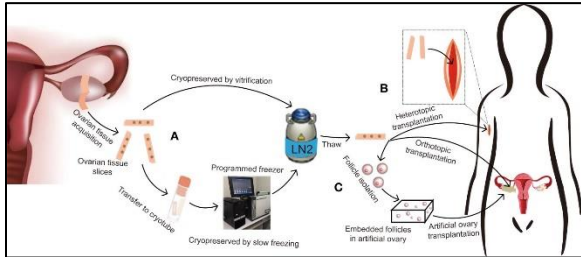 Cryopreserved by vitrification
Ovarian tissue
acquisition
A
Ovarian tissue
slices
Transfer to cryotube
Programmed freezer
Cryopreserved by slow freezing
LN2
Thaw
B
Heterotopic
transplantation
Orthotopic
transplantation
C
Follicle isolation
Embedded follicles
in artificial ovary
Artificial ovary
transplantation